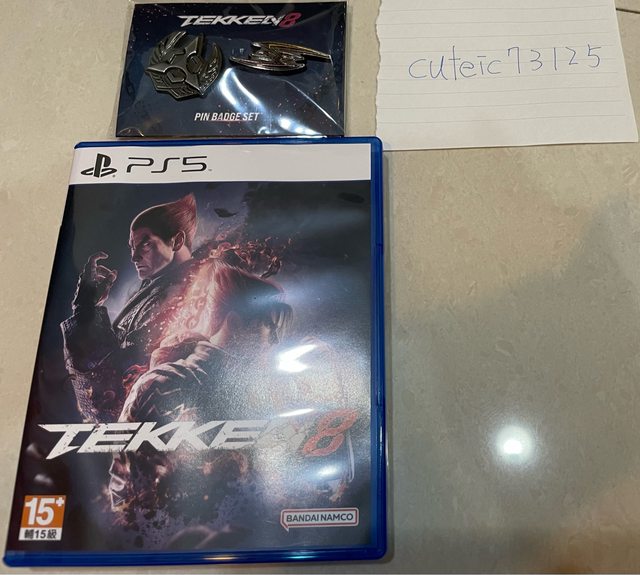 TEKKEN 8
PIN BADGE SET
cuteic73125
PS5
TEKKEN 8
15+
輔15級
BANDAI NAMCO